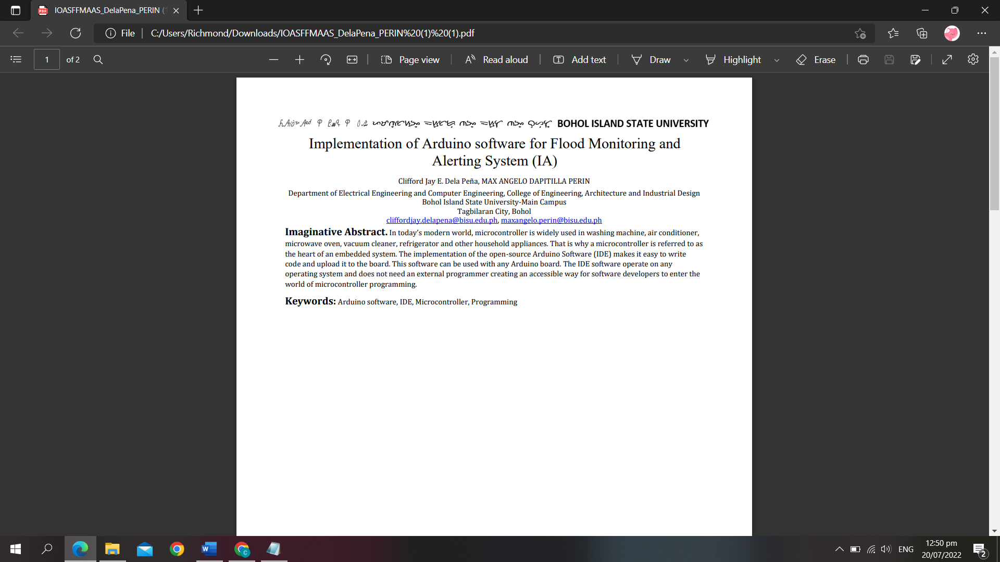 IOASFFMAAS_DelaPena_PERIN (
File C:/Users/Richmond/Downloads/IOASFFMAAS_DelaPena_PERIN%20(1)%20(1).pdf
1 of 2 Page view Read aloud Add text Draw Highlight Erase
BOHOL ISLAND STATE UNIVERSITY
Implementation of Arduino software for Flood Monitoring and
Alerting System (IA)
Clifford Jay E. Dela Peña, MAX ANGELO DAPITILLA PERIN
Department of Electrical Engineering and Computer Engineering, College of Engineering, Architecture and Industrial Design
Bohol Island State University-Main Campus
Tagbilaran City, Bohol
cliffordjay.delapena@bisu.edu.ph, maxangelo.perin@bisu.edu.ph
Imaginative Abstract. In today's modern world, microcontroller is widely used in washing machine, air conditioner,
microwave oven, vacuum cleaner, refrigerator and other household appliances. That is why a microcontroller is referred to as
the heart of an embedded system. The implementation of the open-source Arduino Software (IDE) makes it easy to write
code and upload it to the board. This software can be used with any Arduino board. The IDE software operate on any
operating system and does not need an external programmer creating an accessible way for software developers to enter the
world of microcontroller programming.
Keywords: Arduino software, IDE, Microcontroller, Programming
ENG
12:50 pm
20/07/2022
2